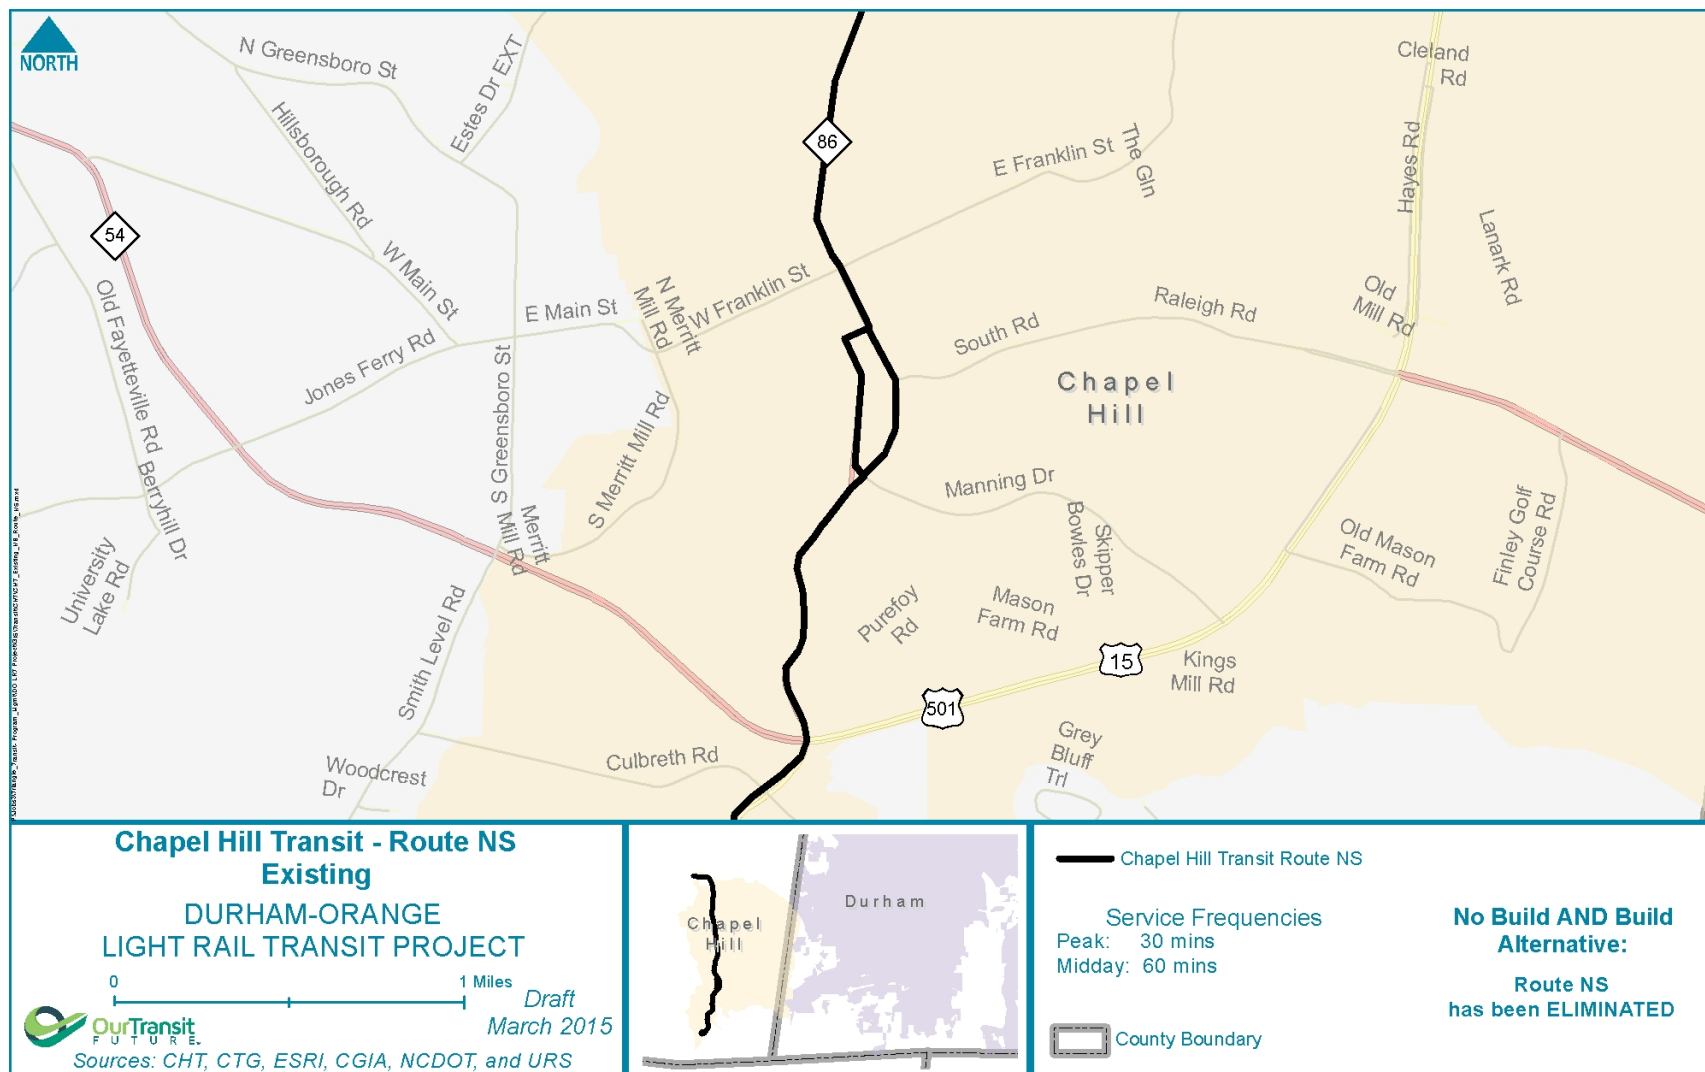 NORTH
N Greensboro St
Estes Dr EXT
Hillsborough Rd
86
E Franklin St
The Gln
Cleland
Rd
Hayes Rd
Lanark Rd
54
W Main St
Old Fayetteville Rd
E Main St
N Merritt
Mill Rd
W Franklin St
Raleigh Rd
Old
Mill Rd
South Rd
Jones Ferry Rd
Chapel
Hill
S Greensboro St
S Merritt Mill Rd
Berryhill Dr
Manning Dr
Merritt
Mill Rd
Skipper
Bowles Dr
Old Mason
Farm Rd
Finley Golf
Course Rd
University
Lake Rd
Smith Level Rd
Purefoy
Rd
Mason
Farm Rd
15
Kings
Mill Rd
501
Grey
Bluff
Trl
Culbreth Rd
Woodcrest
Dr
Chapel Hill Transit - Route NS
Existing
DURHAM-ORANGE
LIGHT RAIL TRANSIT PROJECT
0 1 Miles
Draft
March 2015
OurTransit
FUTURE
Sources: CHT, CTG, ESRI, CGIA, NCDOT, and URS
Durham
Chapel
Hill
Chapel Hill Transit Route NS
Service Frequencies
Peak: 30 mins
Midday: 60 mins
County Boundary
No Build AND Build
Alternative:
Route NS
has been ELIMINATED